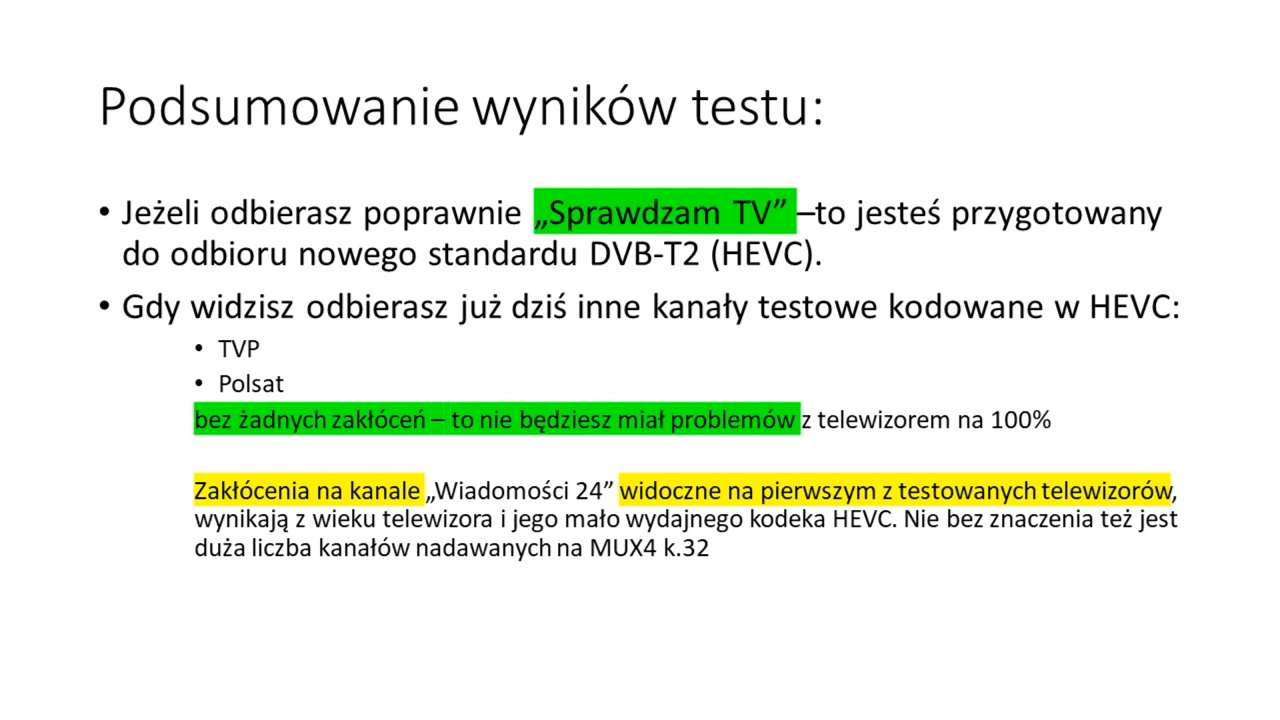 Podsumowanie wyników testu:
• Jeżeli odbierasz poprawnie „Sprawdzam TV” –to jesteś przygotowany
do odbioru nowego standardu DVB-T2 (HEVC).
• Gdy widzisz odbierasz już dziś inne kanały testowe kodowane w HEVC:
• TVP
• Polsat
bez żadnych zakłóceń – to nie będziesz miał problemów z telewizorem na 100%
Zakłócenia na kanale „Wiadomości 24” widoczne na pierwszym z testowanych telewizorów,
wynikają z wieku telewizora i jego mało wydajnego kodeka HEVC. Nie bez znaczenia też jest
duża liczba kanałów nadawanych na MUX4 k.32